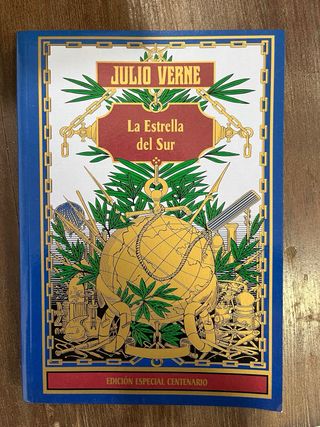 JULIO VERNE
La Estrella
del Sur
EDICIÓN ESPECIAL CENTENARIO